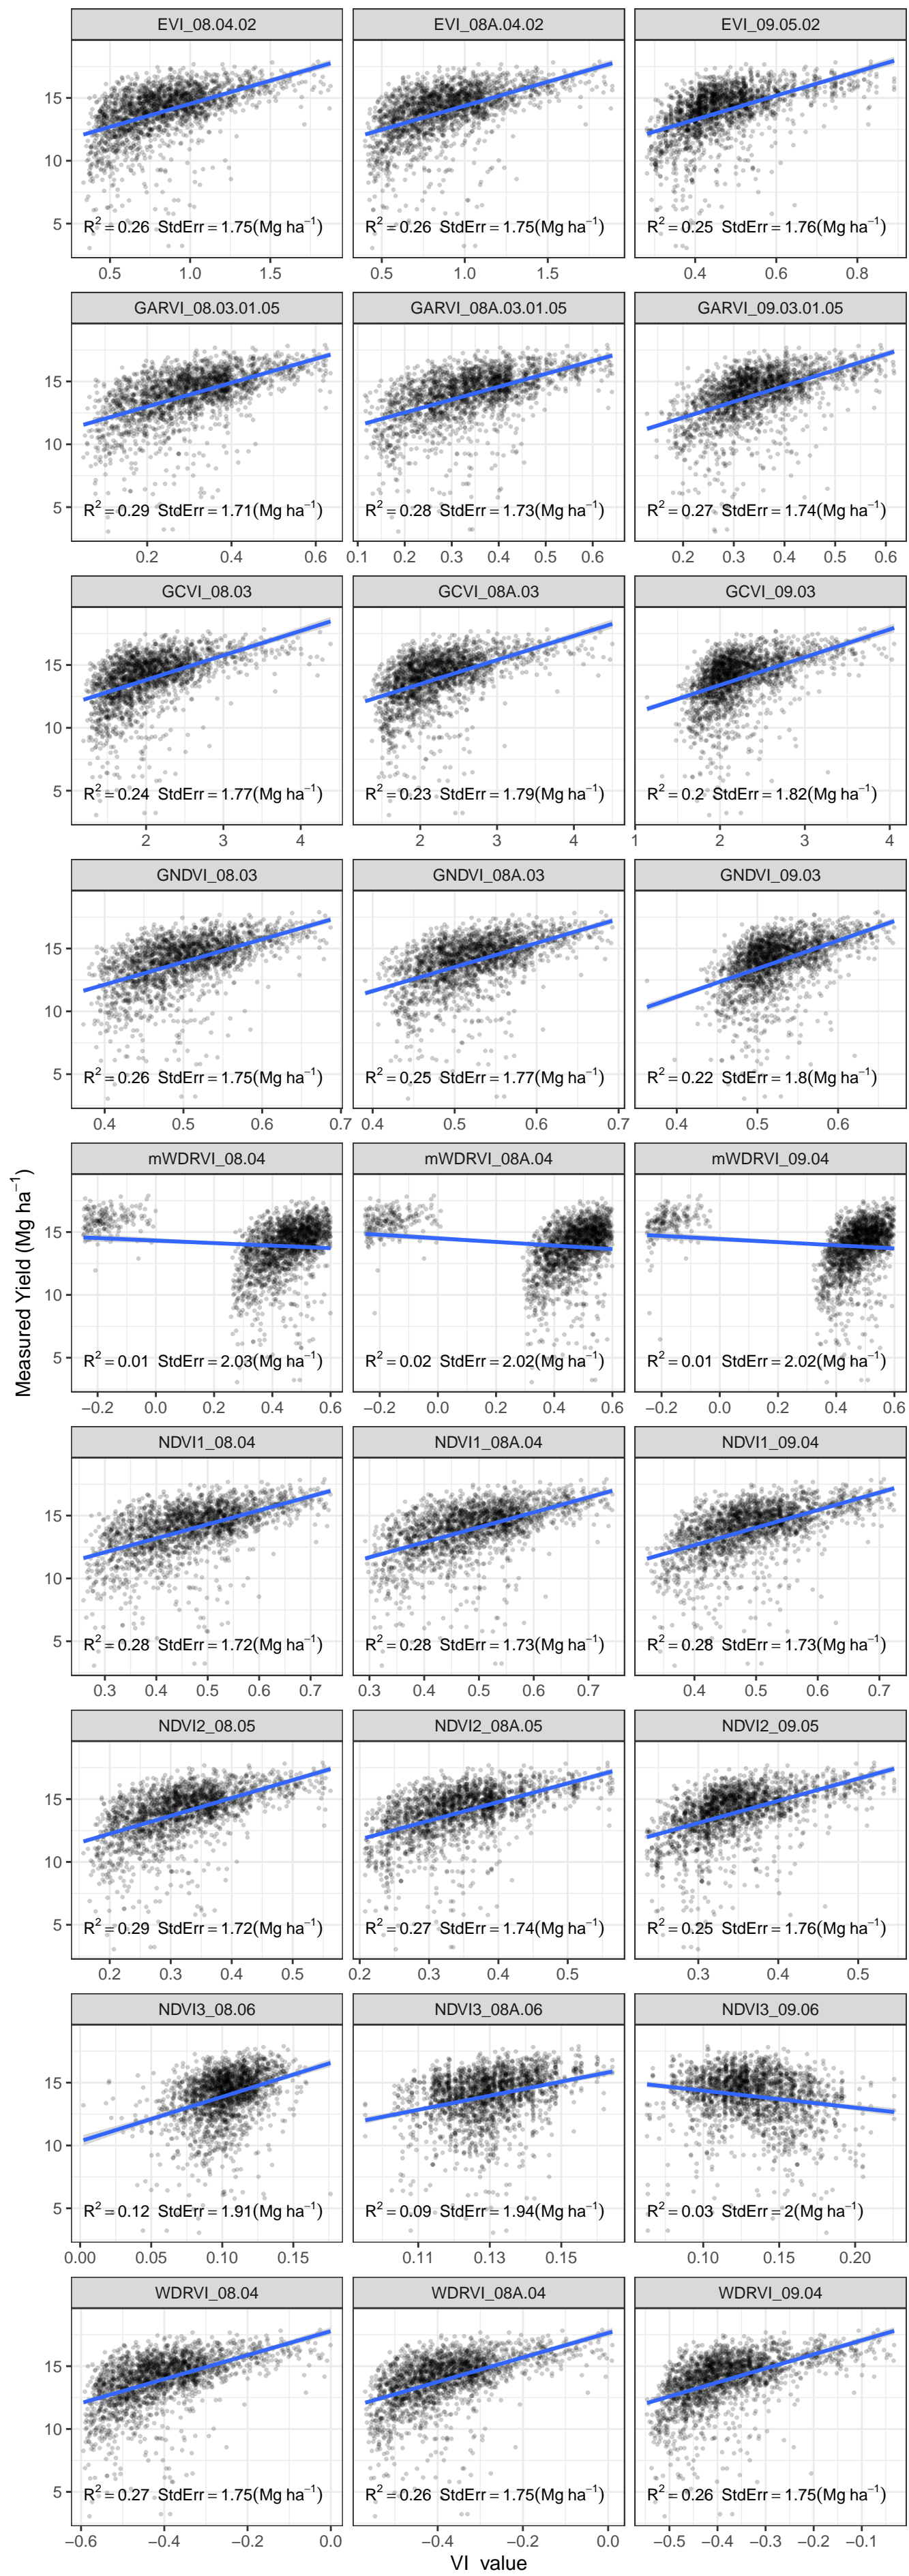 EVI_08.04.02 EVI_08A.04.02 EVI_09.05.02
15
10
5
R² = 0.26 StdErr = 1.75(Mg ha⁻¹) R² = 0.26 StdErr = 1.75(Mg ha⁻¹) R² = 0.25 StdErr = 1.76(Mg ha⁻¹)
0.5 1.0 1.5 0.5 1.0 1.5 0.4 0.6 0.8
GARVI_08.03.01.05 GARVI_08A.03.01.05 GARVI_09.03.01.05
15
10
5
R² = 0.29 StdErr = 1.71(Mg ha⁻¹) R² = 0.28 StdErr = 1.73(Mg ha⁻¹) R² = 0.27 StdErr = 1.74(Mg ha⁻¹)
0.2 0.4 0.6 0.1 0.2 0.3 0.4 0.5 0.6 0.2 0.3 0.4 0.5 0.6
GCVI_08.03 GCVI_08A.03 GCVI_09.03
15
10
5
R² = 0.24 StdErr = 1.77(Mg ha⁻¹) R² = 0.23 StdErr = 1.79(Mg ha⁻¹) R² = 0.2 StdErr = 1.82(Mg ha⁻¹)
2 3 4 2 3 4 1 2 3 4
GNDVI_08.03 GNDVI_08A.03 GNDVI_09.03
15
10
5
R² = 0.26 StdErr = 1.75(Mg ha⁻¹) R² = 0.25 StdErr = 1.77(Mg ha⁻¹) R² = 0.22 StdErr = 1.8(Mg ha⁻¹)
0.4 0.5 0.6 0.7 0.4 0.5 0.6 0.7 0.4 0.5 0.6
Measured Yield (Mg ha⁻¹)
mWDRVI_08.04 mWDRVI_08A.04 mWDRVI_09.04
15
10
5
R² = 0.01 StdErr = 2.03(Mg ha⁻¹) R² = 0.02 StdErr = 2.02(Mg ha⁻¹) R² = 0.01 StdErr = 2.02(Mg ha⁻¹)
−0.2 0.0 0.2 0.4 0.6 −0.2 0.0 0.2 0.4 0.6 −0.2 0.0 0.2 0.4 0.6
NDVI1_08.04 NDVI1_08A.04 NDVI1_09.04
15
10
5
R² = 0.28 StdErr = 1.72(Mg ha⁻¹) R² = 0.28 StdErr = 1.73(Mg ha⁻¹) R² = 0.28 StdErr = 1.73(Mg ha⁻¹)
0.3 0.4 0.5 0.6 0.7 0.3 0.4 0.5 0.6 0.7 0.4 0.5 0.6 0.7
NDVI2_08.05 NDVI2_08A.05 NDVI2_09.05
15
10
5
R² = 0.29 StdErr = 1.72(Mg ha⁻¹) R² = 0.27 StdErr = 1.74(Mg ha⁻¹) R² = 0.25 StdErr = 1.76(Mg ha⁻¹)
0.2 0.3 0.4 0.5 0.2 0.3 0.4 0.5 0.3 0.4 0.5
NDVI3_08.06 NDVI3_08A.06 NDVI3_09.06
15
10
5
R² = 0.12 StdErr = 1.91(Mg ha⁻¹) R² = 0.09 StdErr = 1.94(Mg ha⁻¹) R² = 0.03 StdErr = 2(Mg ha⁻¹)
0.00 0.05 0.10 0.15 0.11 0.13 0.15 0.10 0.15 0.20
WDRVI_08.04 WDRVI_08A.04 WDRVI_09.04
15
10
5
R² = 0.27 StdErr = 1.75(Mg ha⁻¹) R² = 0.26 StdErr = 1.75(Mg ha⁻¹) R² = 0.26 StdErr = 1.75(Mg ha⁻¹)
−0.6 −0.4 −0.2 0.0 −0.4 −0.2 0.0 −0.5 −0.4 −0.3 −0.2 −0.1
VI value